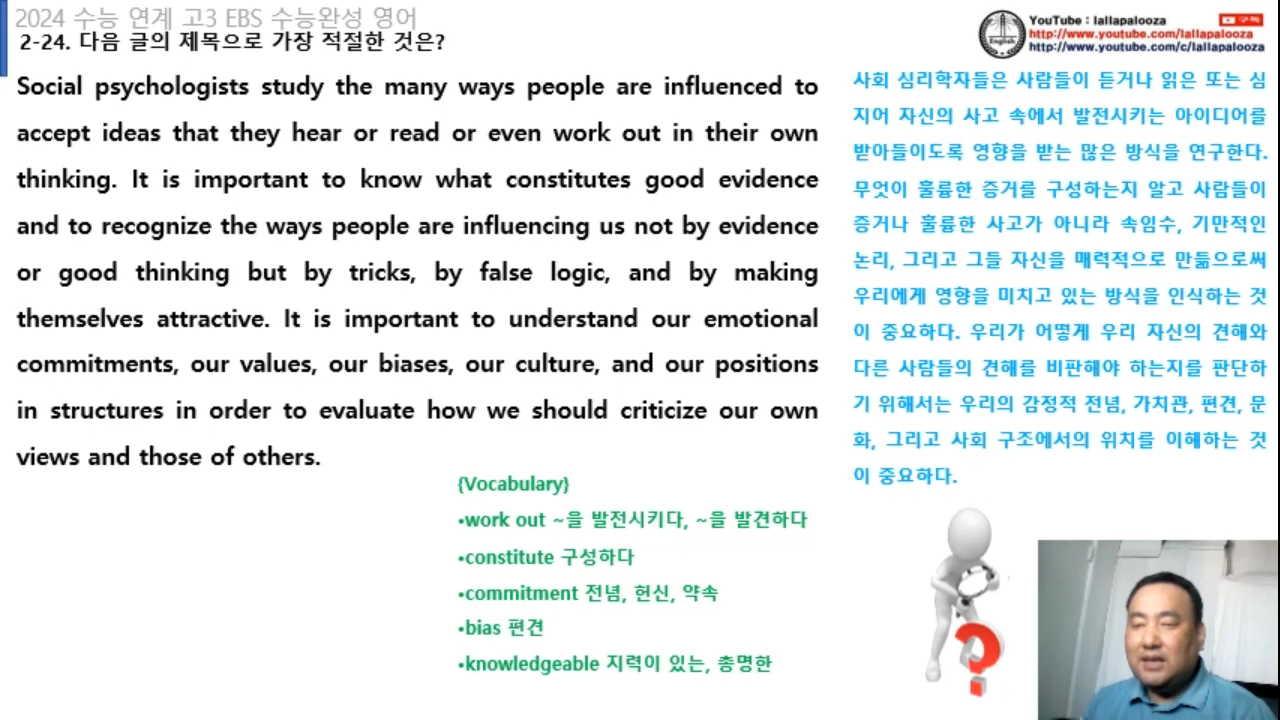 2024 수능 연계 고3 EBS 수능완성 영어
2-24. 다음 글의 제목으로 가장 적절한 것은?
YouTube : lallapalooza
구독
http://www.youtube.com/lallapalooza
http://www.youtube.com/c/lallapalooza
English
Social psychologists study the many ways people are influenced to
accept ideas that they hear or read or even work out in their own
thinking. It is important to know what constitutes good evidence
and to recognize the ways people are influencing us not by evidence
or good thinking but by tricks, by false logic, and by making
themselves attractive. It is important to understand our emotional
commitments, our values, our biases, our culture, and our positions
in structures in order to evaluate how we should criticize our own
views and those of others.
사회 심리학자들은 사람들이 듣거나 읽은 또는 심
지어 자신의 사고 속에서 발전시키는 아이디어를
받아들이도록 영향을 받는 많은 방식을 연구한다.
무엇이 훌륭한 증거를 구성하는지 알고 사람들이
증거나 훌륭한 사고가 아니라 속임수, 기만적인
논리, 그리고 그들 자신을 매력적으로 만듦으로써
우리에게 영향을 미치고 있는 방식을 인식하는 것
이 중요하다. 우리가 어떻게 우리 자신의 견해와
다른 사람들의 견해를 비판해야 하는지를 판단하
기 위해서는 우리의 감정적 전념, 가치관, 편견, 문
화, 그리고 사회 구조에서의 위치를 이해하는 것
이 중요하다.
{Vocabulary}
•work out ~을 발전시키다, ~을 발견하다
•constitute 구성하다
•commitment 전념, 헌신, 약속
•bias 편견
•knowledgeable 지력이 있는, 총명한